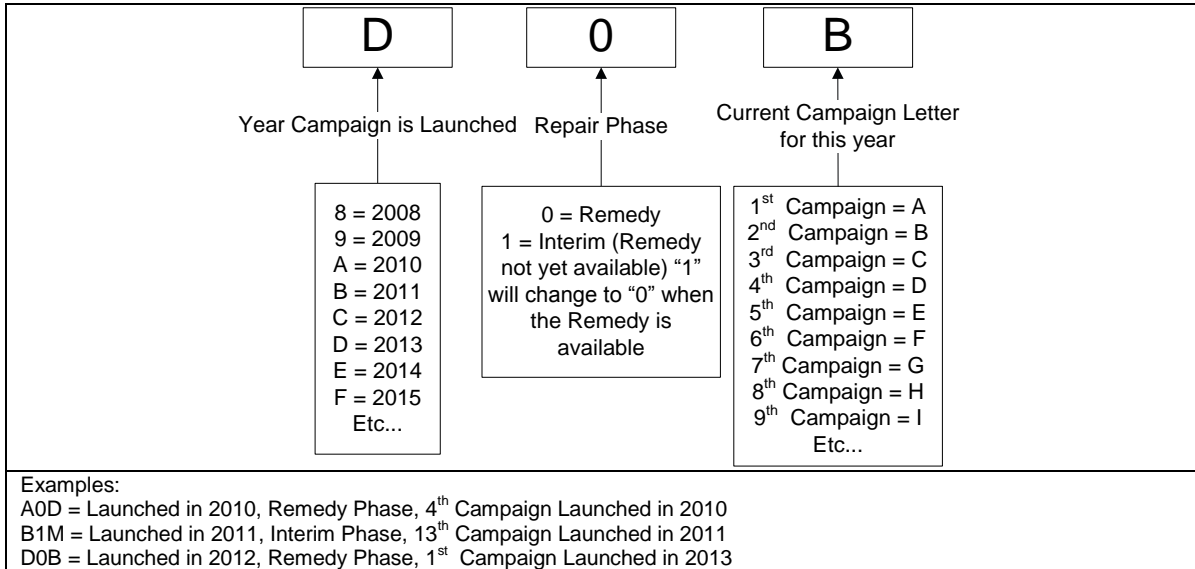 D
0
B
Year Campaign is Launched
Repair Phase
Current Campaign Letter
for this year
8 = 2008
9 = 2009
A = 2010
B = 2011
C = 2012
D = 2013
E = 2014
F = 2015
Etc...
0 = Remedy
1 = Interim (Remedy
not yet available) “1”
will change to “0” when
the Remedy is
available
1st Campaign = A
2nd Campaign = B
3rd Campaign = C
4th Campaign = D
5th Campaign = E
6th Campaign = F
7th Campaign = G
8th Campaign = H
9th Campaign = I
Etc...
Examples:
A0D = Launched in 2010, Remedy Phase, 4th Campaign Launched in 2010
B1M = Launched in 2011, Interim Phase, 13th Campaign Launched in 2011
D0B = Launched in 2012, Remedy Phase, 1st Campaign Launched in 2013